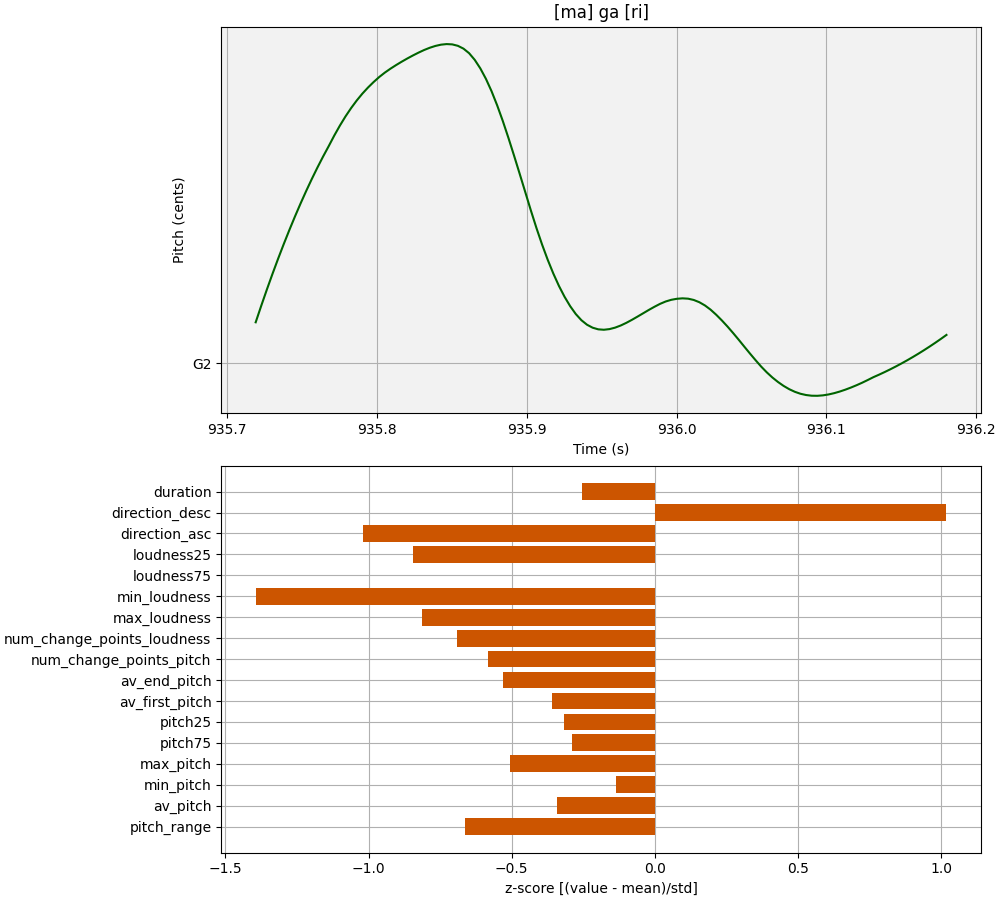 [ma] ga [ri]
Pitch (cents)
G2
935.7 935.8 935.9 936.0 936.1 936.2
Time (s)
duration
direction_desc
direction_asc
loudness25
loudness75
min_loudness
max_loudness
num_change_points_loudness
num_change_points_pitch
av_end_pitch
av_first_pitch
pitch25
pitch75
max_pitch
min_pitch
av_pitch
pitch_range
−1.5 −1.0 −0.5 0.0 0.5 1.0
z-score [(value - mean)/std]